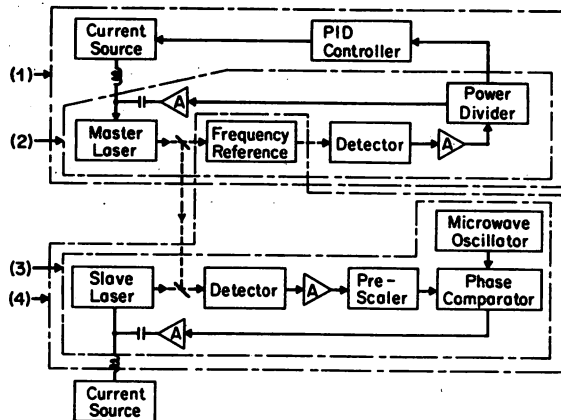 Current
Source
PID
Controller
(1)
A
Power
Divider
(2)
Master
Laser
Frequency
Reference
Detector
A
Microwave
Oscillator
(3)
(4)
Slave
Laser
Detector
A
Pre-
Scaler
Phase
Comparator
A
Current
Source